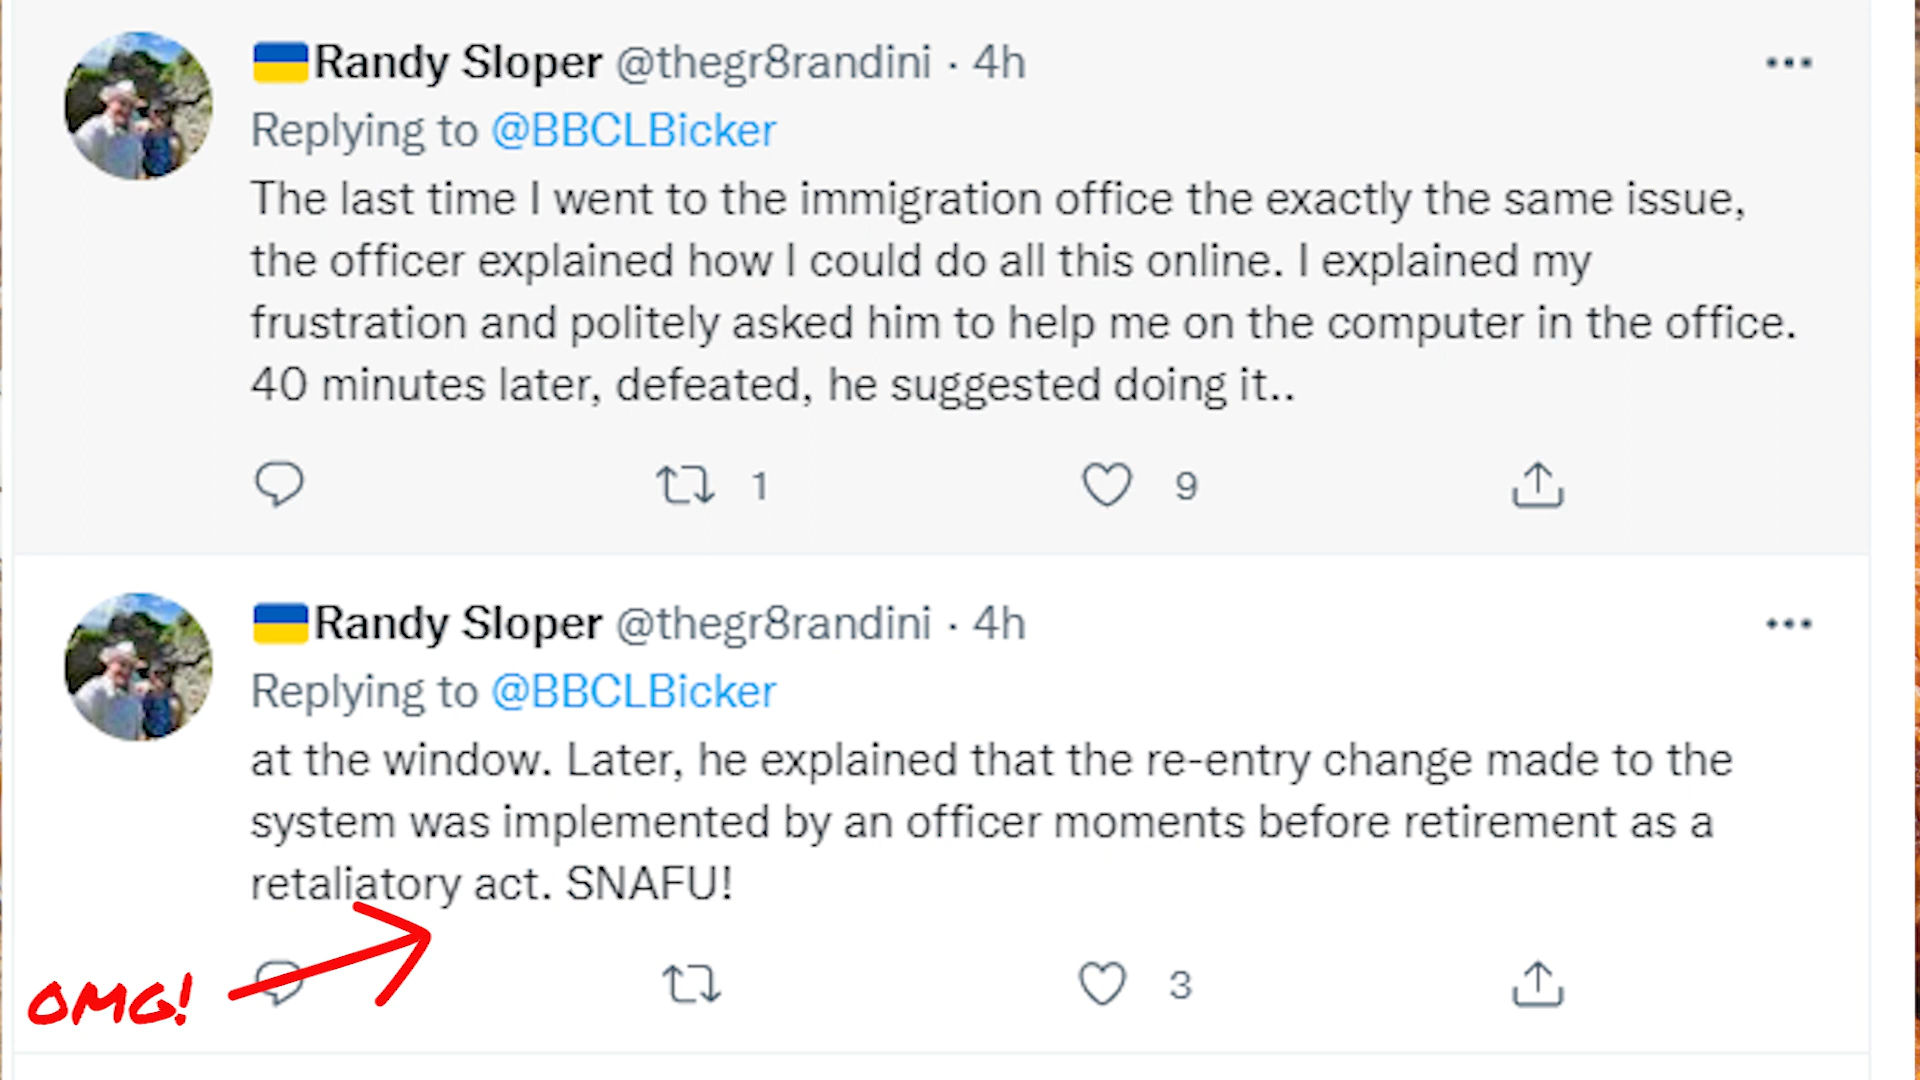 Randy Sloper @thegr8randini · 4h
Replying to @BBCLBicker
The last time I went to the immigration office the exactly the same issue,
the officer explained how I could do all this online. I explained my
frustration and politely asked him to help me on the computer in the office.
40 minutes later, defeated, he suggested doing it..
1 9
Randy Sloper @thegr8randini · 4h
Replying to @BBCLBicker
at the window. Later, he explained that the re-entry change made to the
system was implemented by an officer moments before retirement as a
retaliatory act. SNAFU!
OMG!
3